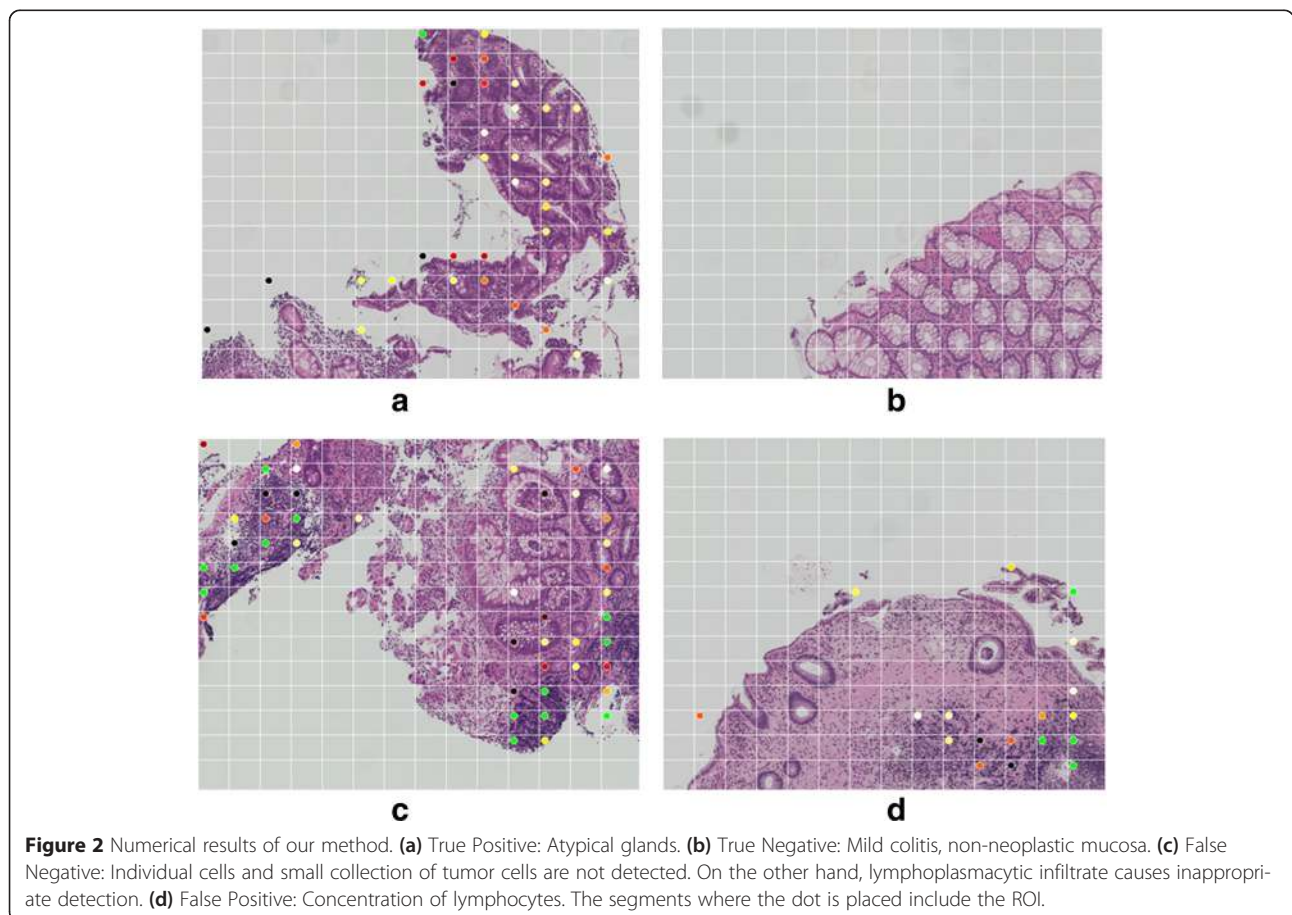 a
b
c
d
Figure 2 Numerical results of our method. (a) True Positive: Atypical glands. (b) True Negative: Mild colitis, non-neoplastic mucosa. (c) False
Negative: Individual cells and small collection of tumor cells are not detected. On the other hand, lymphoplasmacytic infiltrate causes inappropri-
ate detection. (d) False Positive: Concentration of lymphocytes. The segments where the dot is placed include the ROI.